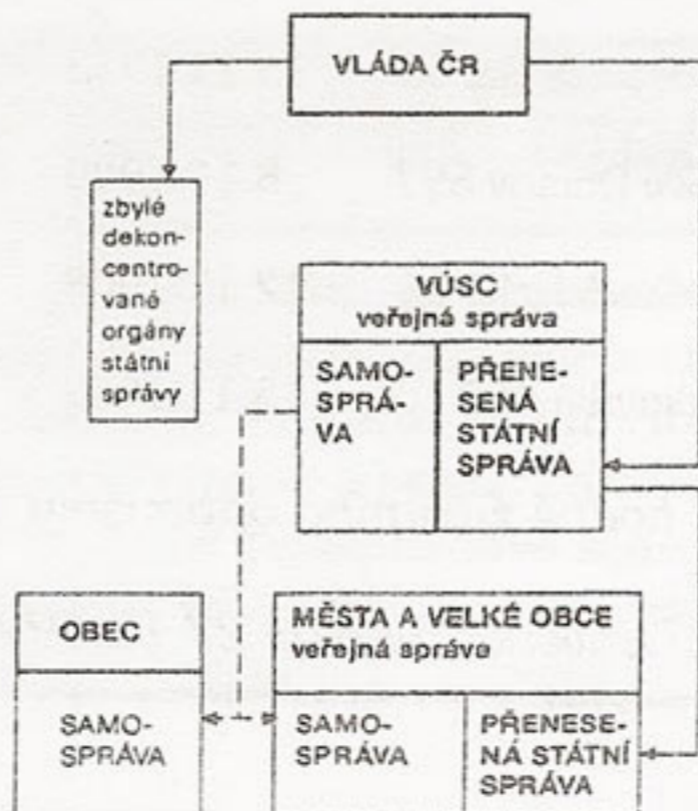 VLÁDA ČR
zbylé
dekon-
centro-
vané
orgány
státní
správy
VÚSC
veřejná správa
SAMO-
SPRÁ-
VA
PŘENE-
SENÁ
STÁTNÍ
SPRÁVA
OBEC
SAMO-
SPRÁVA
MĚSTA A VELKÉ OBCE
veřejná správa
SAMO-
SPRÁVA
PŘENESE-
NÁ STÁTNÍ
SPRÁVA